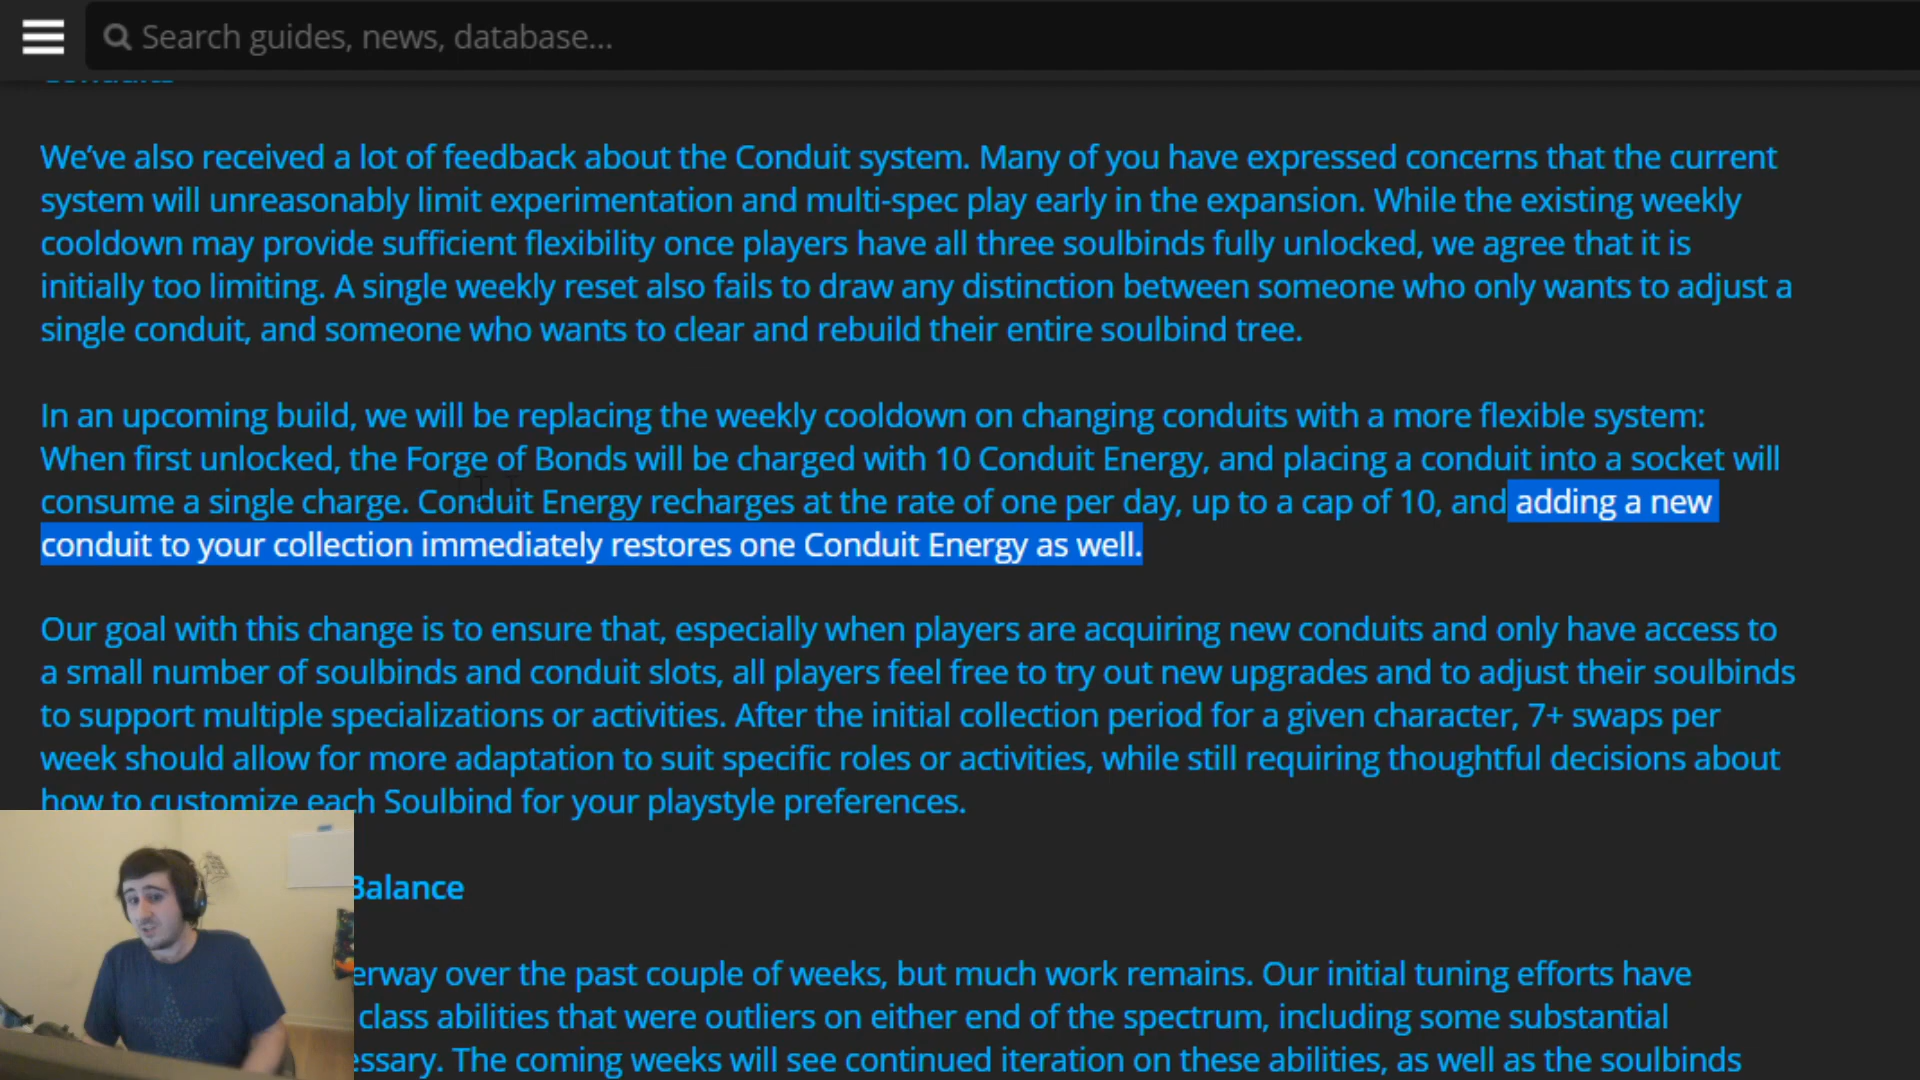 Search guides, news, database...
We've also received a lot of feedback about the Conduit system. Many of you have expressed concerns that the current
system will unreasonably limit experimentation and multi-spec play early in the expansion. While the existing weekly
cooldown may provide sufficient flexibility once players have all three soulbinds fully unlocked, we agree that it is
initially too limiting. A single weekly reset also fails to draw any distinction between someone who only wants to adjust a
single conduit, and someone who wants to clear and rebuild their entire soulbind tree.
In an upcoming build, we will be replacing the weekly cooldown on changing conduits with a more flexible system:
When first unlocked, the Forge of Bonds will be charged with 10 Conduit Energy, and placing a conduit into a socket will
consume a single charge. Conduit Energy recharges at the rate of one per day, up to a cap of 10, and adding a new
conduit to your collection immediately restores one Conduit Energy as well.
Our goal with this change is to ensure that, especially when players are acquiring new conduits and only have access to
a small number of soulbinds and conduit slots, all players feel free to try out new upgrades and to adjust their soulbinds
to support multiple specializations or activities. After the initial collection period for a given character, 7+ swaps per
week should allow for more adaptation to suit specific roles or activities, while still requiring thoughtful decisions about
how to customize each Soulbind for your playstyle preferences.
Balance
erway over the past couple of weeks, but much work remains. Our initial tuning efforts have
class abilities that were outliers on either end of the spectrum, including some substantial
essary. The coming weeks will see continued iteration on these abilities, as well as the soulbinds